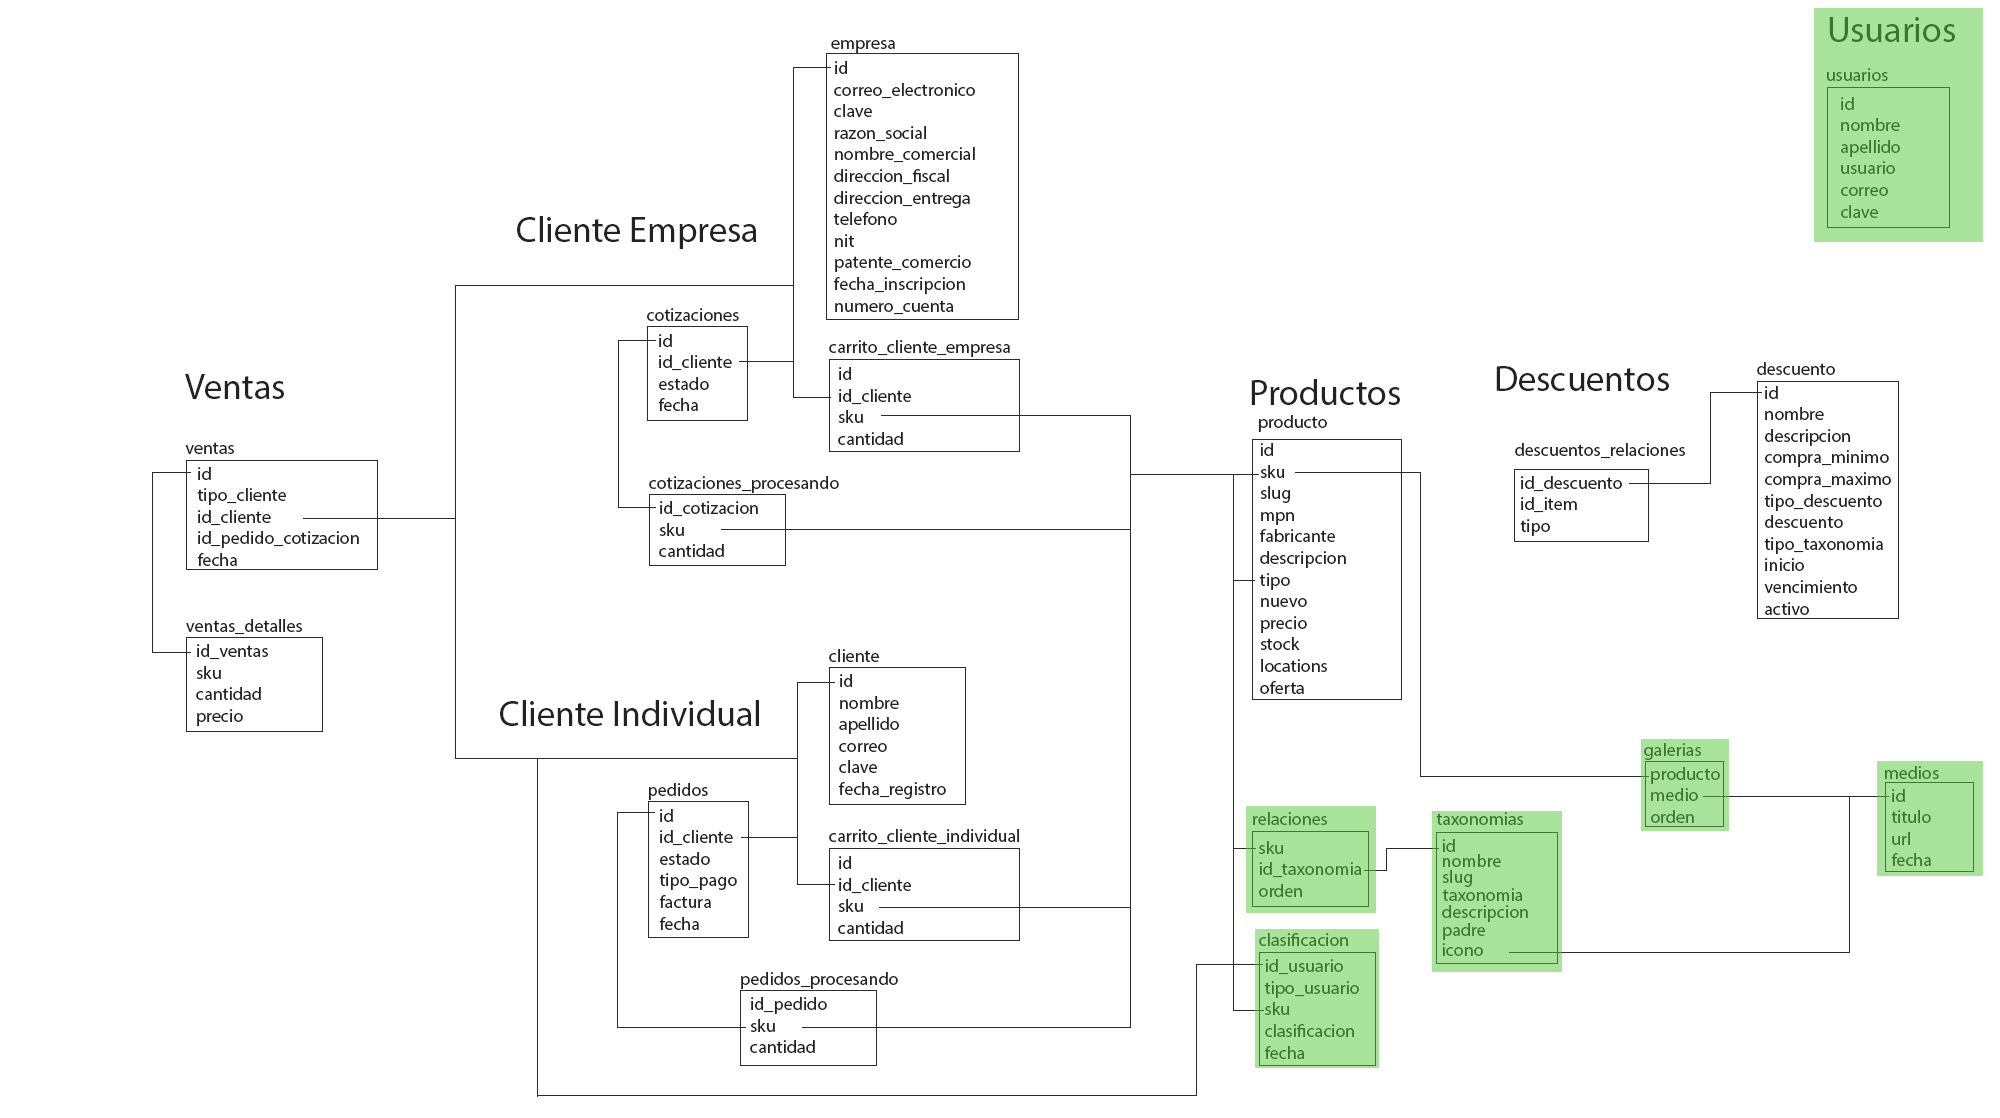 Usuarios
usuarios
id
nombre
apellido
usuario
correo
clave
empresa
id
correo_electronico
clave
razon_social
nombre_comercial
direccion_fiscal
direccion_entrega
telefono
nit
patente_comercio
fecha_inscripcion
numero_cuenta
Cliente Empresa
cotizaciones
id
id_cliente
estado
fecha
carrito_cliente_empresa
id
id_cliente
sku
cantidad
cotizaciones_procesando
id_cotizacion
sku
cantidad
Ventas
ventas
id
tipo_cliente
id_cliente
id_pedido_cotizacion
fecha
ventas_detalles
id_ventas
sku
cantidad
precio
Cliente Individual
cliente
id
nombre
apellido
correo
clave
fecha_registro
pedidos
id
id_cliente
estado
tipo_pago
factura
fecha
carrito_cliente_individual
id
id_cliente
sku
cantidad
pedidos_procesando
id_pedido
sku
cantidad
Productos
producto
id
sku
slug
mpn
fabricante
descripcion
tipo
nuevo
precio
stock
locations
oferta
Descuentos
descuentos_relaciones
id_descuento
id_item
tipo
descuento
id
nombre
descripcion
compra_minimo
compra_maximo
tipo_descuento
descuento
tipo_taxonomia
inicio
vencimiento
activo
galerias
producto
medio
orden
medios
id
titulo
url
fecha
relaciones
sku
id_taxonomia
orden
taxonomias
id
nombre
slug
taxonomia
descripcion
padre
icono
clasificacion
id_usuario
tipo_usuario
sku
clasificacion
fecha